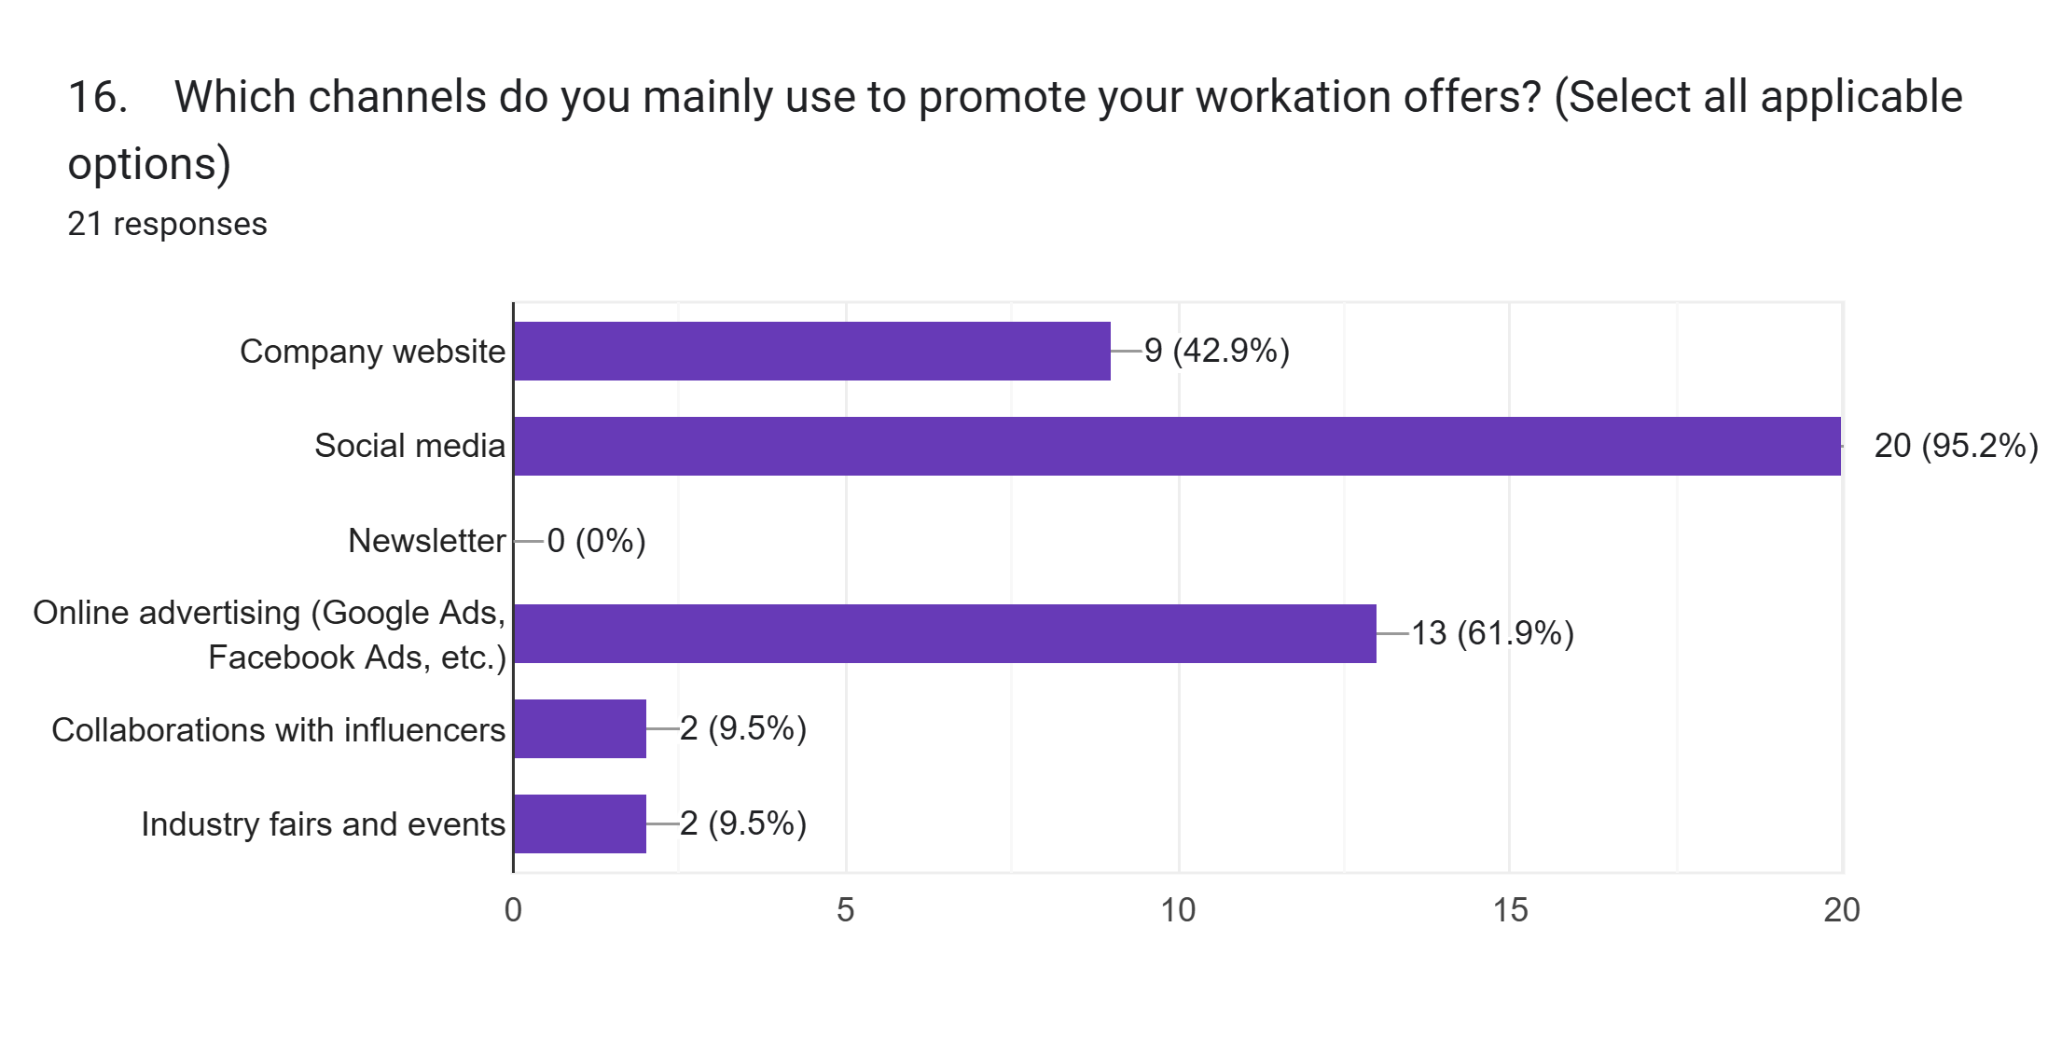 16. Which channels do you mainly use to promote your workation offers? (Select all applicable
options)
21 responses
Company website
9 (42.9%)
Social media
20 (95.2%)
Newsletter
0 (0%)
Online advertising (Google Ads,
Facebook Ads, etc.)
13 (61.9%)
Collaborations with influencers
2 (9.5%)
Industry fairs and events
2 (9.5%)
0 5 10 15 20